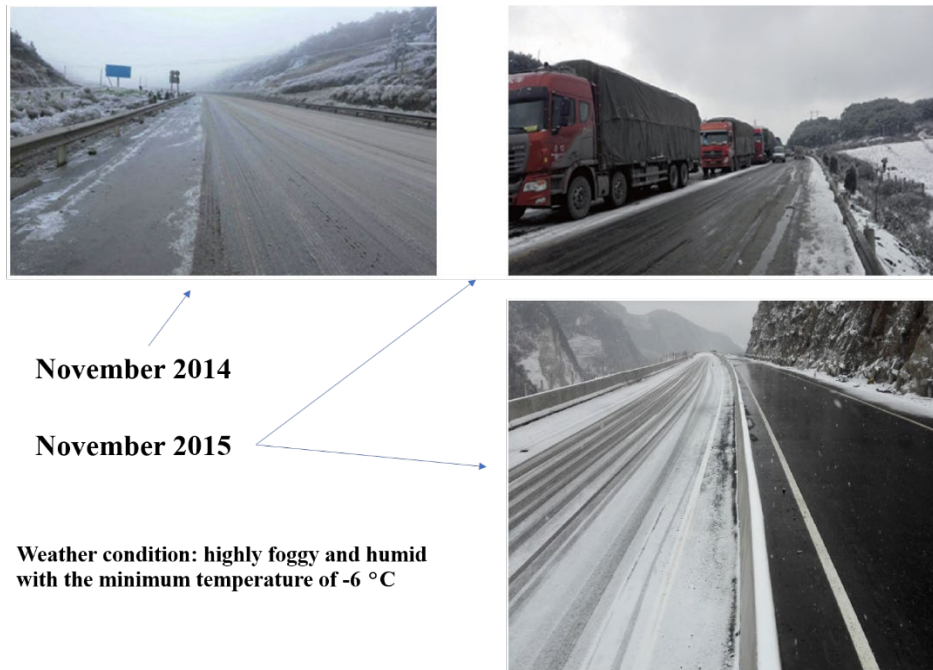 November 2014
November 2015
Weather condition: highly foggy and humid
with the minimum temperature of -6 °C